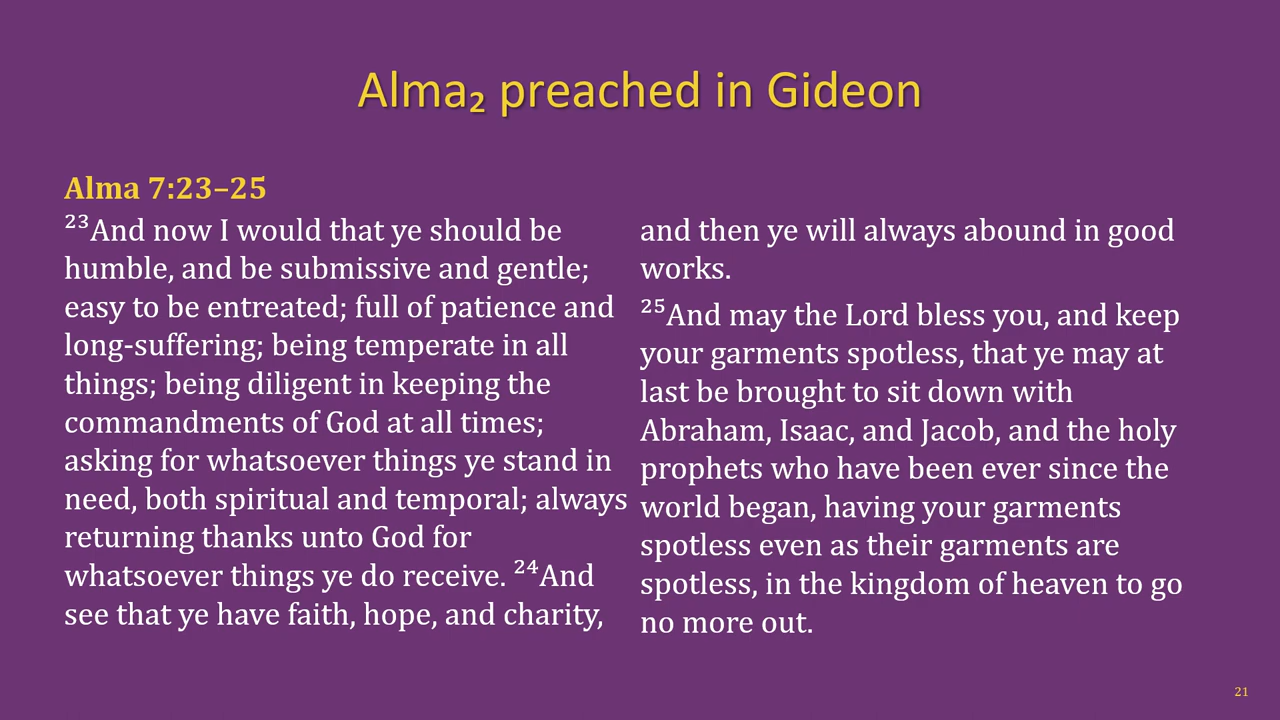 Alma₂ preached in Gideon
Alma 7:23–25
²³And now I would that ye should be
humble, and be submissive and gentle;
easy to be entreated; full of patience and
long-suffering; being temperate in all
things; being diligent in keeping the
commandments of God at all times;
asking for whatsoever things ye stand in
need, both spiritual and temporal; always
returning thanks unto God for
whatsoever things ye do receive. ²⁴And
see that ye have faith, hope, and charity,
and then ye will always abound in good
works.
²⁵And may the Lord bless you, and keep
your garments spotless, that ye may at
last be brought to sit down with
Abraham, Isaac, and Jacob, and the holy
prophets who have been ever since the
world began, having your garments
spotless even as their garments are
spotless, in the kingdom of heaven to go
no more out.
21